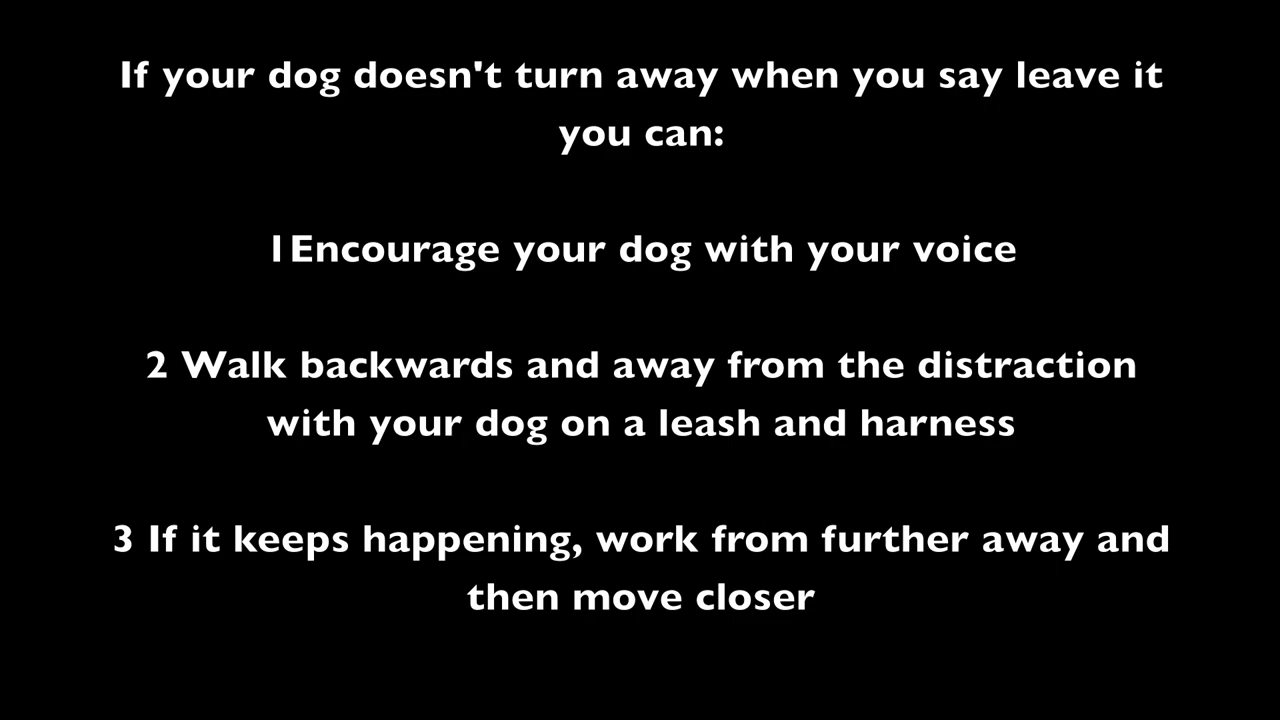 If your dog doesn't turn away when you say leave it
you can:
1Encourage your dog with your voice
2 Walk backwards and away from the distraction
with your dog on a leash and harness
3 If it keeps happening, work from further away and
then move closer